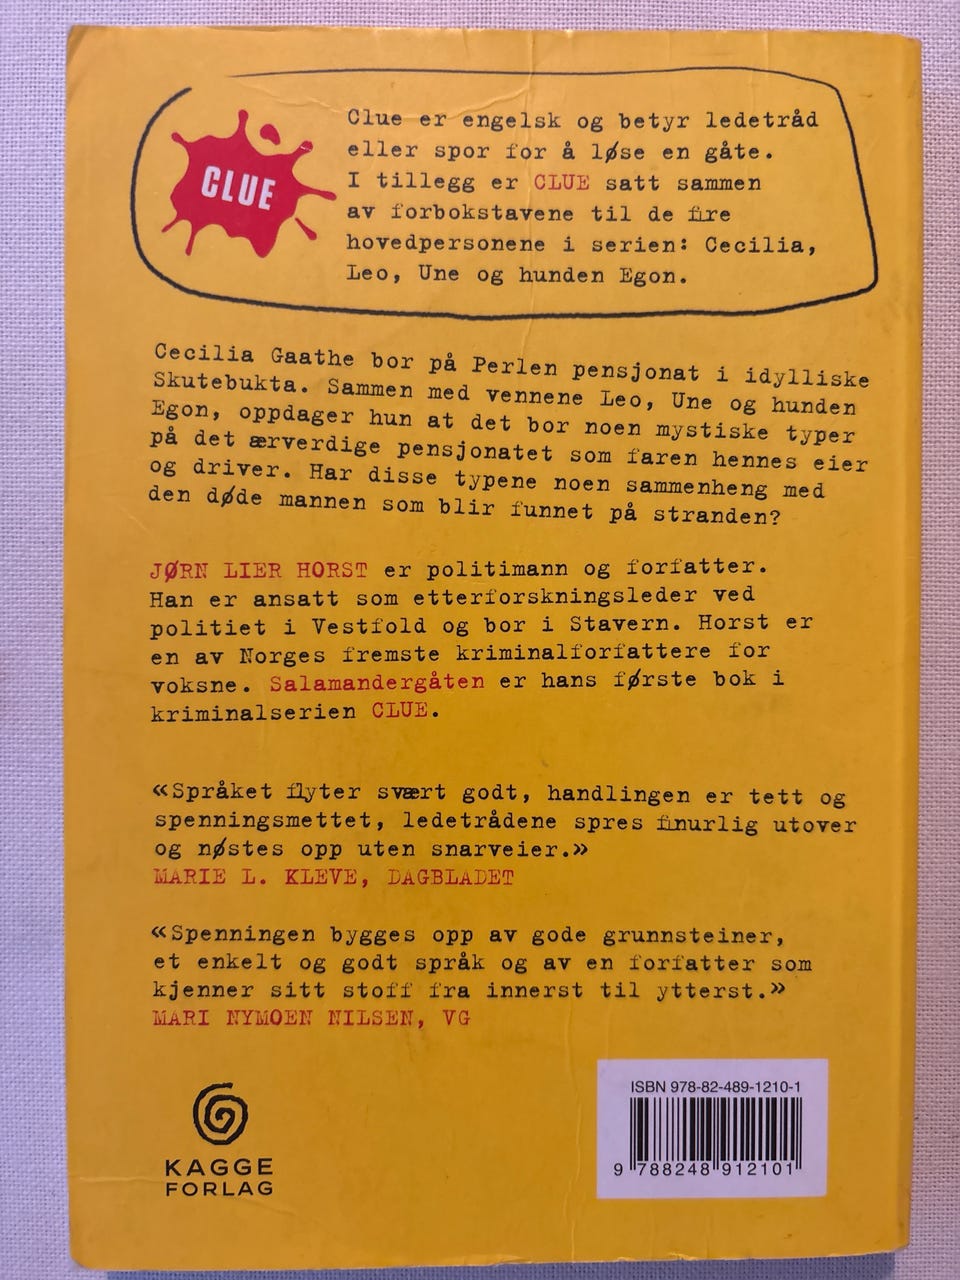 CLUE
Clue er engelsk og betyr ledetråd
eller spor for å løse en gåte.
I tillegg er CLUE satt sammen
av forbokstavene til de fire
hovedpersonene i serien: Cecilia,
Leo, Une og hunden Egon.
Cecilia Gaathe bor på Perlen pensjonat i idylliske
Skutebukta. Sammen med vennene Leo, Une og hunden
Egon, oppdager hun at det bor noen mystiske typer
på det ærverdige pensjonatet som faren hennes eier
og driver. Har disse typene noen sammenheng med
den døde mannen som blir funnet på stranden?
JØRN LIER HORST er politimann og forfatter.
Han er ansatt som etterforskningsleder ved
politiet i Vestfold og bor i Stavern. Horst er
en av Norges fremste kriminalforfattere for
voksne. Salamandergåten er hans første bok i
kriminalserien CLUE.
«Språket flyter svært godt, handlingen er tett og
spenningsmettet, ledetrådene spres finurlig utover
og nøstes opp uten snarveier.»
MARIE L. KLEVE, DAGBLADET
«Spenningen bygges opp av gode grunnsteiner,
et enkelt og godt språk og av en forfatter som
kjenner sitt stoff fra innerst til ytterst.»
MARI NYMOEN NILSEN, VG
KAGGE
FORLAG
ISBN 978-82-489-1210-1
9 788248 912101